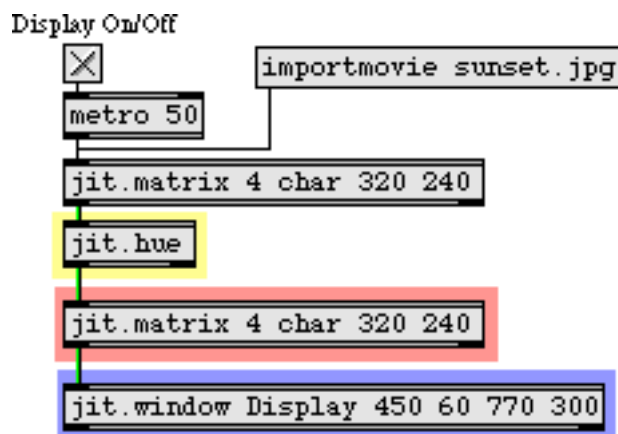 Display On/Off
importmovie sunset.jpg
metro 50
jit.matrix 4 char 320 240
jit.hue
jit.matrix 4 char 320 240
jit.window Display 450 60 770 300